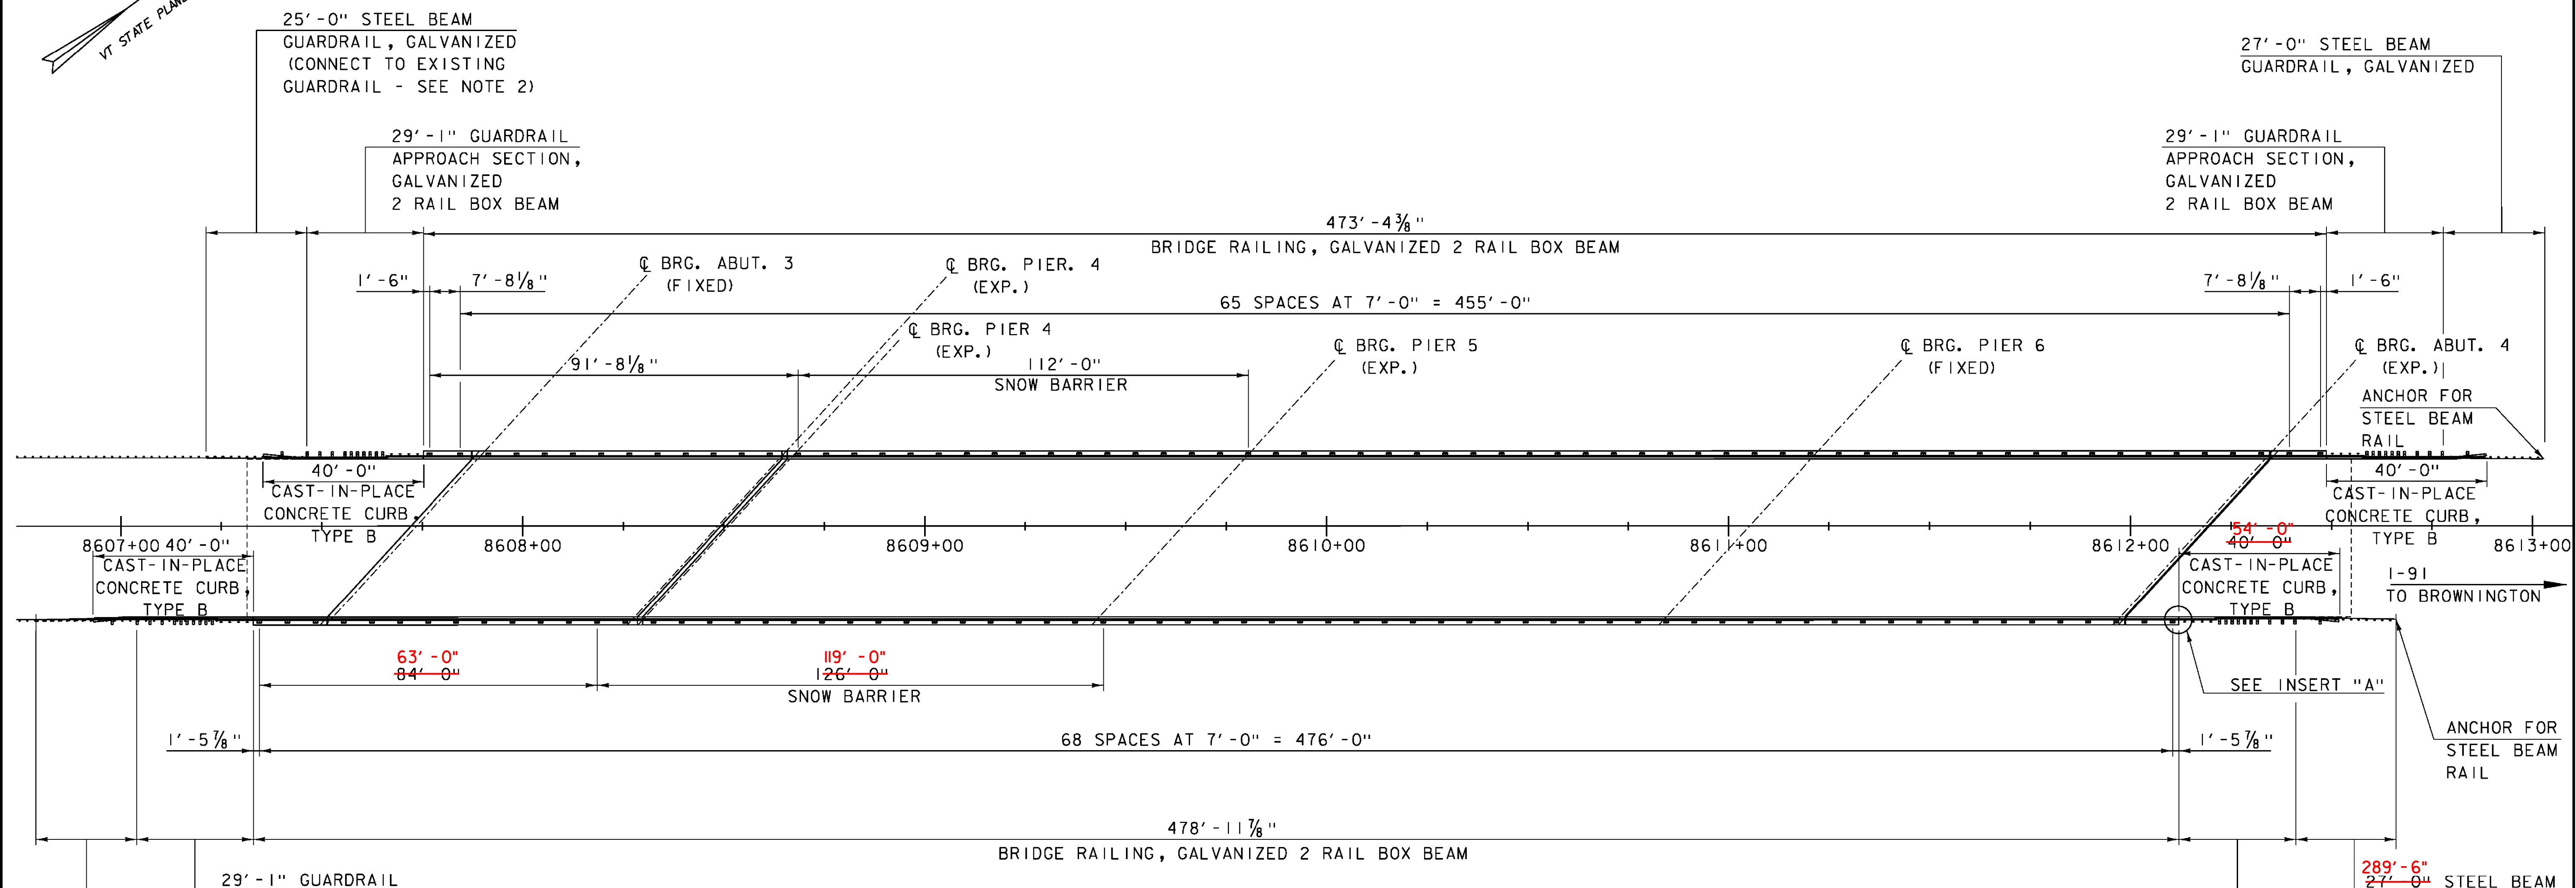 VT STATE PLANE
25'-0" STEEL BEAM
GUARDRAIL, GALVANIZED
(CONNECT TO EXISTING
GUARDRAIL - SEE NOTE 2)
27'-0" STEEL BEAM
GUARDRAIL, GALVANIZED
29'-1" GUARDRAIL
APPROACH SECTION,
GALVANIZED
2 RAIL BOX BEAM
29'-1" GUARDRAIL
APPROACH SECTION,
GALVANIZED
2 RAIL BOX BEAM
473'-4⅜"
BRIDGE RAILING, GALVANIZED 2 RAIL BOX BEAM
℄ BRG. ABUT. 3
(FIXED)
℄ BRG. PIER. 4
(EXP.)
1'-6"
7'-8⅛"
65 SPACES AT 7'-0" = 455'-0"
7'-8⅛"
1'-6"
℄ BRG. PIER 4
(EXP.)
℄ BRG. PIER 5
(EXP.)
℄ BRG. PIER 6
(FIXED)
℄ BRG. ABUT. 4
(EXP.)
91'-8⅛"
112'-0"
SNOW BARRIER
ANCHOR FOR
STEEL BEAM
RAIL
40'-0"
CAST-IN-PLACE
CONCRETE CURB,
TYPE B
40'-0"
CAST-IN-PLACE
CONCRETE CURB,
TYPE B
8607+00
8608+00
8609+00
8610+00
8611+00
8612+00
8613+00
40'-0"
CAST-IN-PLACE
CONCRETE CURB,
TYPE B
54'-0"
40'-0"
CAST-IN-PLACE
CONCRETE CURB,
TYPE B
I-91
TO BROWNINGTON
63'-0"
84'-0"
119'-0"
126'-0"
SNOW BARRIER
SEE INSERT "A"
1'-5⅞"
68 SPACES AT 7'-0" = 476'-0"
1'-5⅞"
ANCHOR FOR
STEEL BEAM
RAIL
478'-11⅞"
BRIDGE RAILING, GALVANIZED 2 RAIL BOX BEAM
29'-1" GUARDRAIL
289'-6"
27'-0" STEEL BEAM